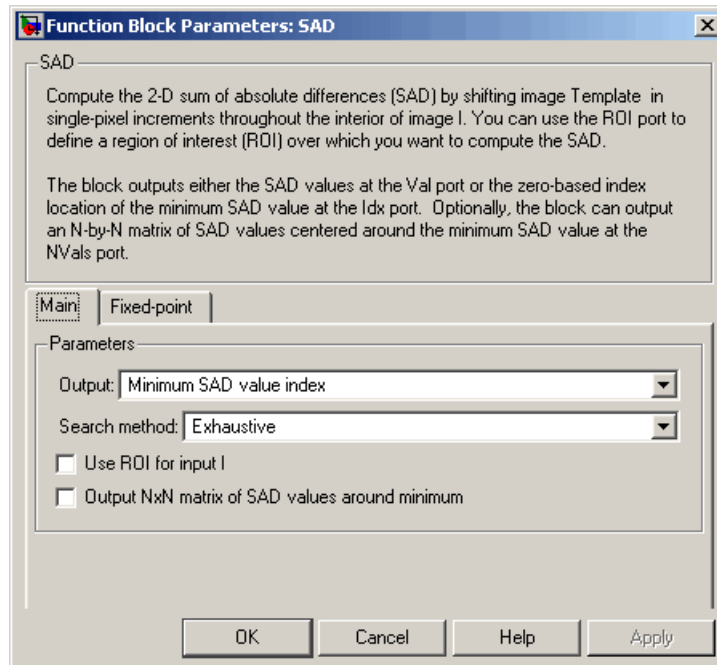 Function Block Parameters: SAD
SAD
Compute the 2-D sum of absolute differences (SAD) by shifting image Template in
single-pixel increments throughout the interior of image I. You can use the ROI port to
define a region of interest (ROI) over which you want to compute the SAD.
The block outputs either the SAD values at the Val port or the zero-based index
location of the minimum SAD value at the Idx port. Optionally, the block can output
an N-by-N matrix of SAD values centered around the minimum SAD value at the
NVals port.
Main Fixed-point
Parameters
Output: Minimum SAD value index
Search method: Exhaustive
Use ROI for input I
Output NxN matrix of SAD values around minimum
OK Cancel Help Apply